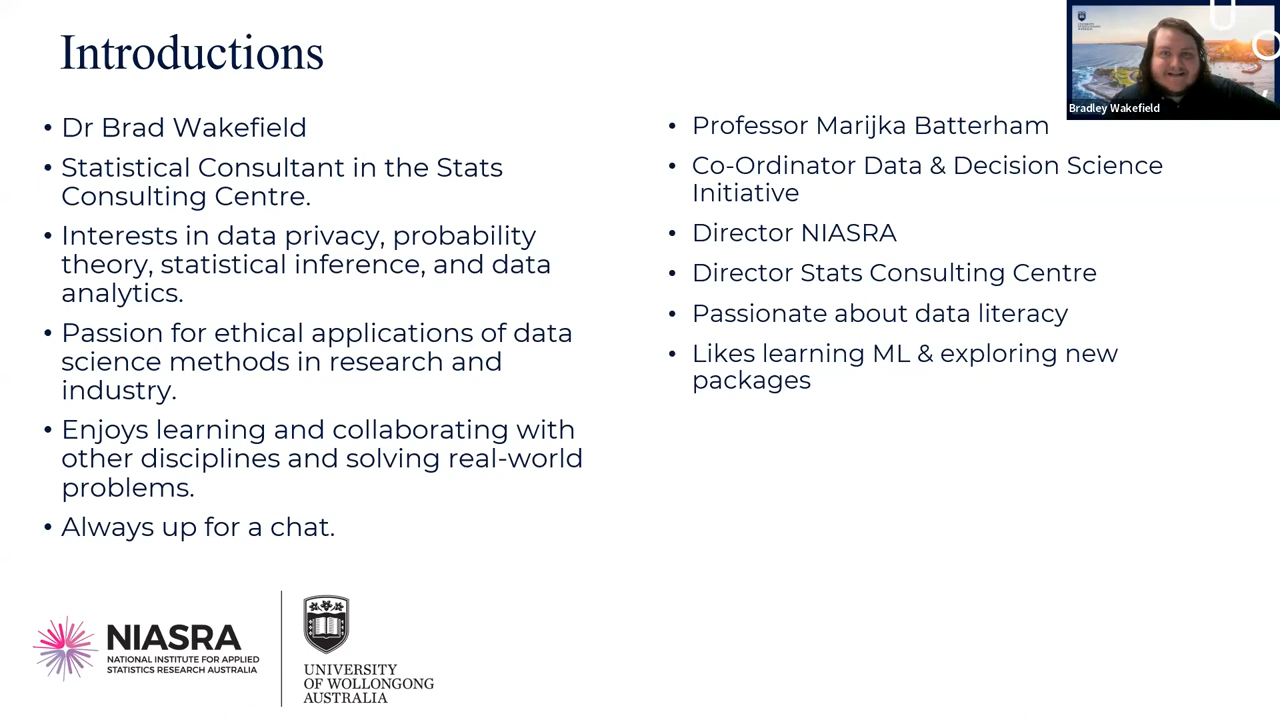 Introductions
• Dr Brad Wakefield
• Statistical Consultant in the Stats
Consulting Centre.
• Interests in data privacy, probability
theory, statistical inference, and data
analytics.
• Passion for ethical applications of data
science methods in research and
industry.
• Enjoys learning and collaborating with
other disciplines and solving real-world
problems.
• Always up for a chat.
• Professor Marijka Batterham
• Co-Ordinator Data & Decision Science
Initiative
• Director NIASRA
• Director Stats Consulting Centre
• Passionate about data literacy
• Likes learning ML & exploring new
packages
Bradley Wakefield
NIASRA
NATIONAL INSTITUTE FOR APPLIED
STATISTICS RESEARCH AUSTRALIA
UNIVERSITY
OF WOLLONGONG
AUSTRALIA